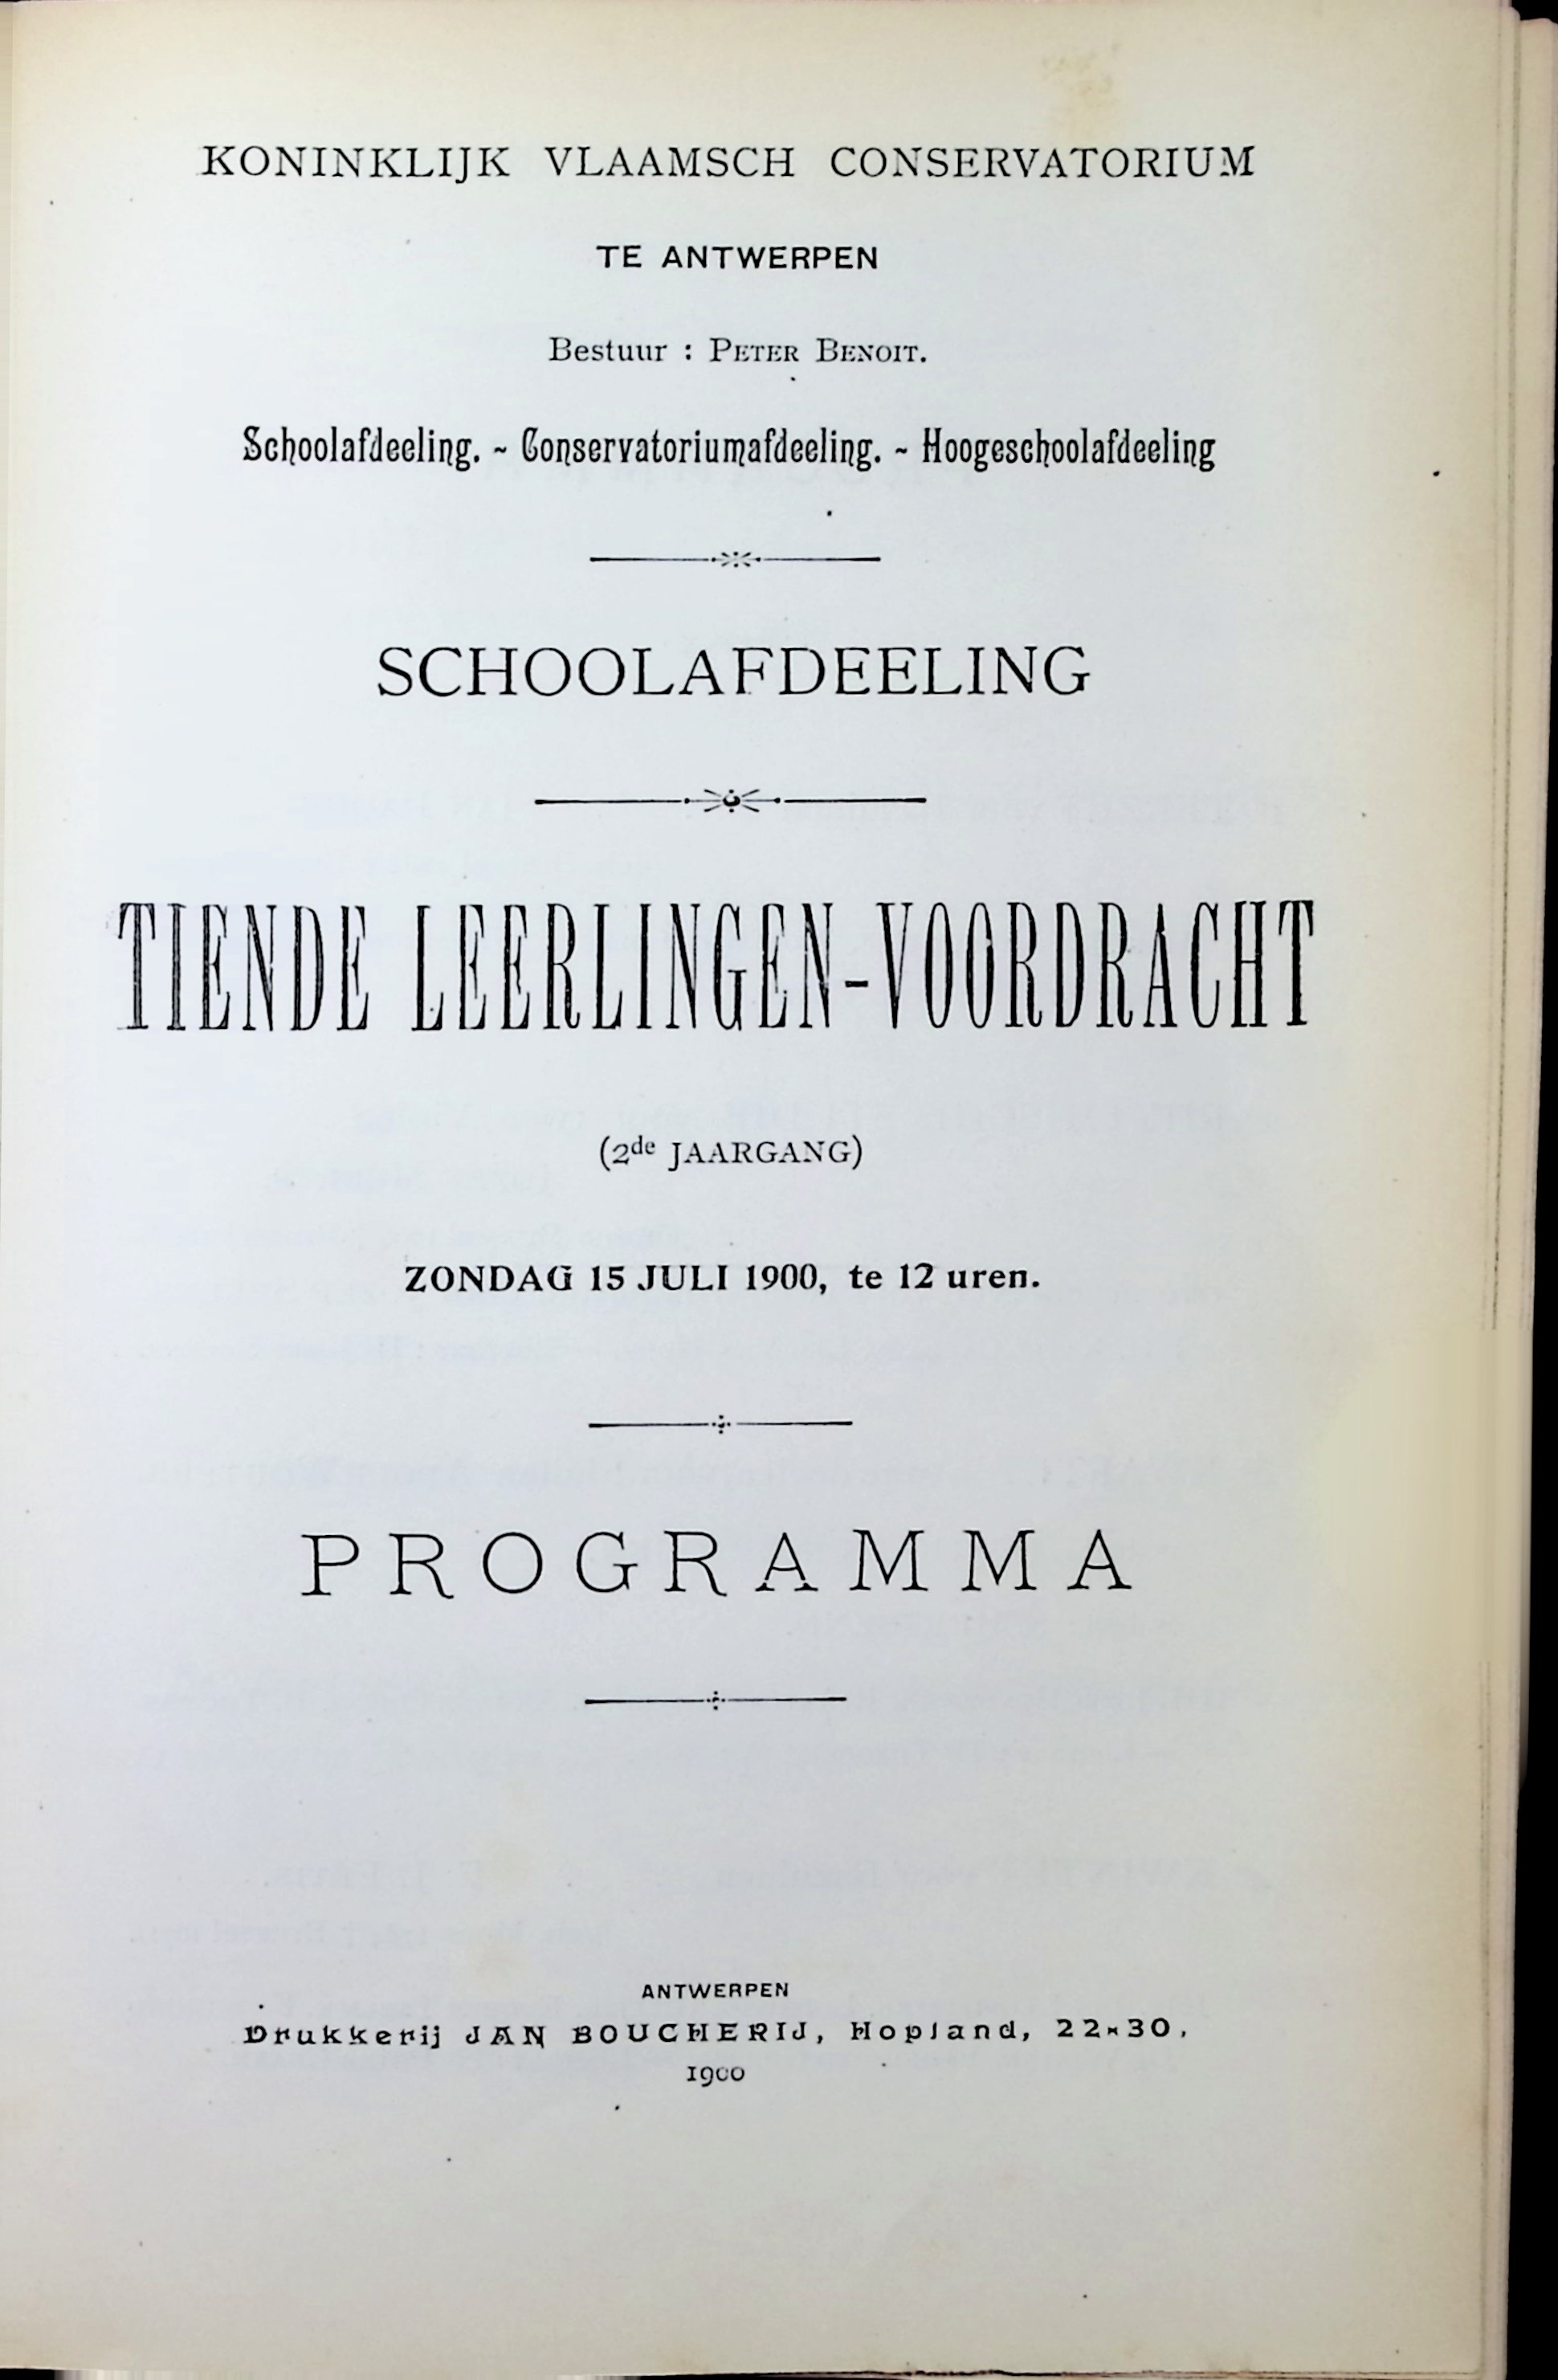 KONINKLIJK VLAAMSCH CONSERVATORIUM
TE ANTWERPEN
Bestuur : PETER BENOIT.
Schoolafdeeling. ~ Conservatoriumafdeeling. ~ Hoogeschoolafdeeling
SCHOOLAFDEELING
TIENDE LEERLINGEN-VOORDRACHT
(2de JAARGANG)
ZONDAG 15 JULI 1900, te 12 uren.
PROGRAMMA
ANTWERPEN
Drukkerij JAN BOUCHERIJ, Hopland, 22-30.
1900